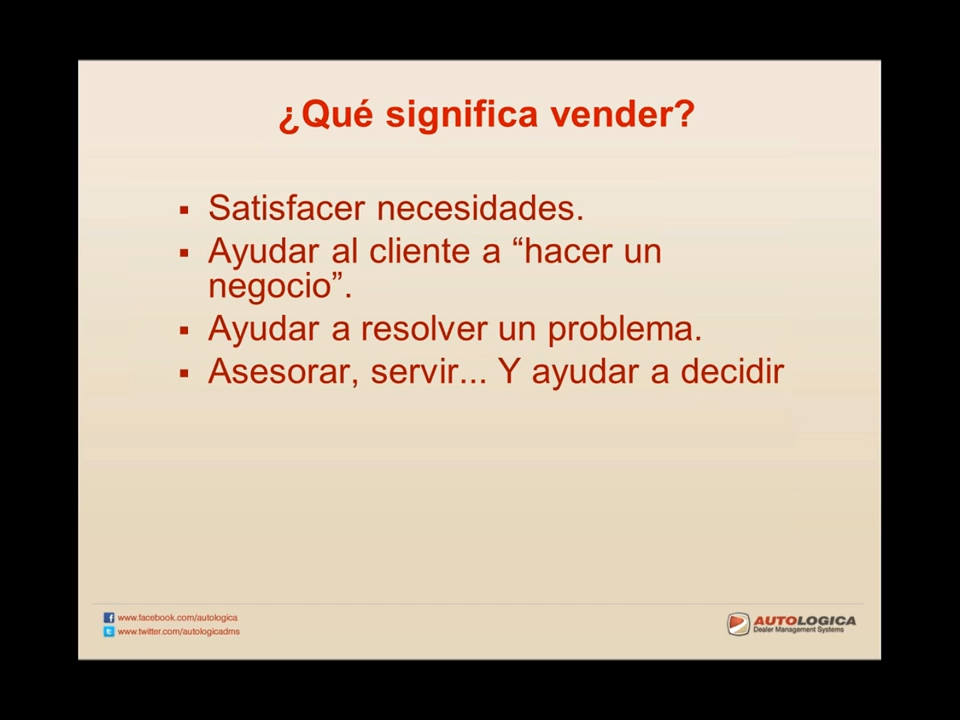 ¿Qué significa vender?
▪ Satisfacer necesidades.
▪ Ayudar al cliente a “hacer un
negocio”.
▪ Ayudar a resolver un problema.
▪ Asesorar, servir... Y ayudar a decidir
www.facebook.com/autologica
www.twitter.com/autologicadms
AUTOLOGICA
Dealer Management Systems